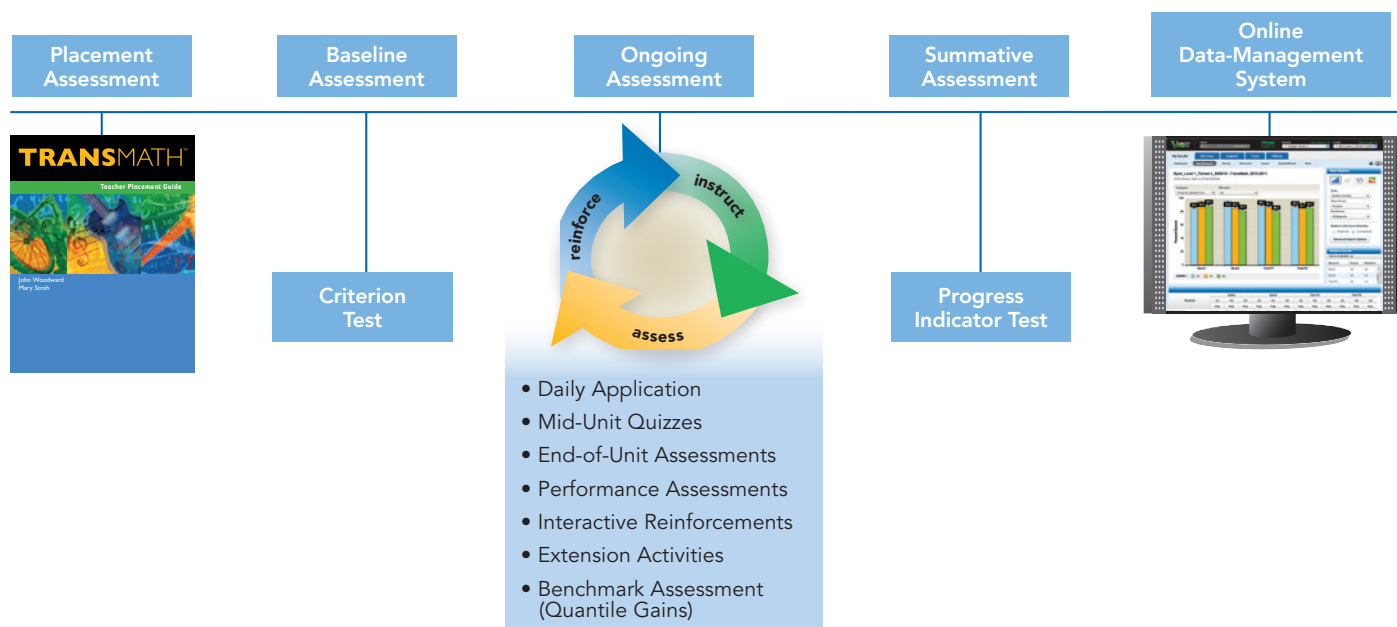 Placement
Assessment
Baseline
Assessment
Ongoing
Assessment
Summative
Assessment
Online
Data-Management
System
TRANSMATH™
Teacher Placement Guide
John Woodward
Mary Stroh
Criterion
Test
reinforce
instruct
assess
Progress
Indicator Test
• Daily Application
• Mid-Unit Quizzes
• End-of-Unit Assessments
• Performance Assessments
• Interactive Reinforcements
• Extension Activities
• Benchmark Assessment
(Quantile Gains)